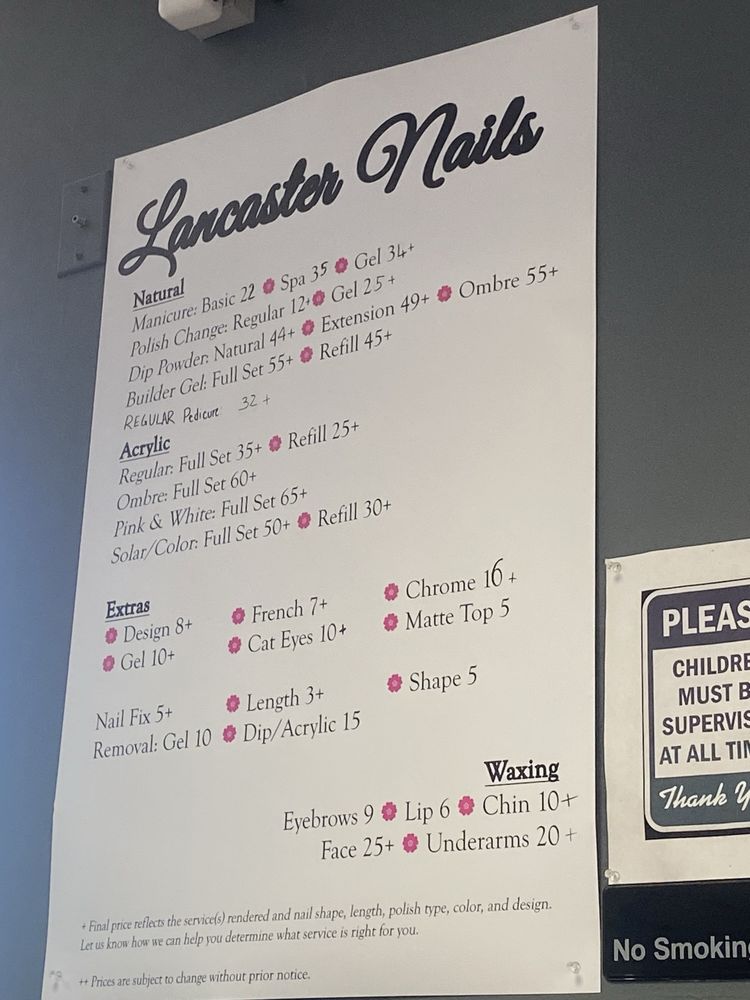 Lancaster Nails
Natural
Manicure: Basic 22 Spa 35 Gel 34+
Polish Change: Regular 12+ Gel 25+
Dip Powder: Natural 44+ Extension 49+ Ombre 55+
Builder Gel: Full Set 55+ Refill 45+
REGULAR Pedicure 32+
Acrylic
Regular: Full Set 35+ Refill 25+
Ombre: Full Set 60+
Pink & White: Full Set 65+
Solar/Color: Full Set 50+ Refill 30+
Extras
Design 8+ French 7+ Chrome 16+
Gel 10+ Cat Eyes 10+ Matte Top 5
Nail Fix 5+ Length 3+ Shape 5
Removal: Gel 10 Dip/Acrylic 15
Waxing
Eyebrows 9 Lip 6 Chin 10+
Face 25+ Underarms 20+
+ Final price reflects the service(s) rendered and nail shape, length, polish type, color, and design.
Let us know how we can help you determine what service is right for you.
++ Prices are subject to change without prior notice.
PLEAS
CHILDRE
MUST B
SUPERVIS
AT ALL TIM
Thank Y
No Smoking